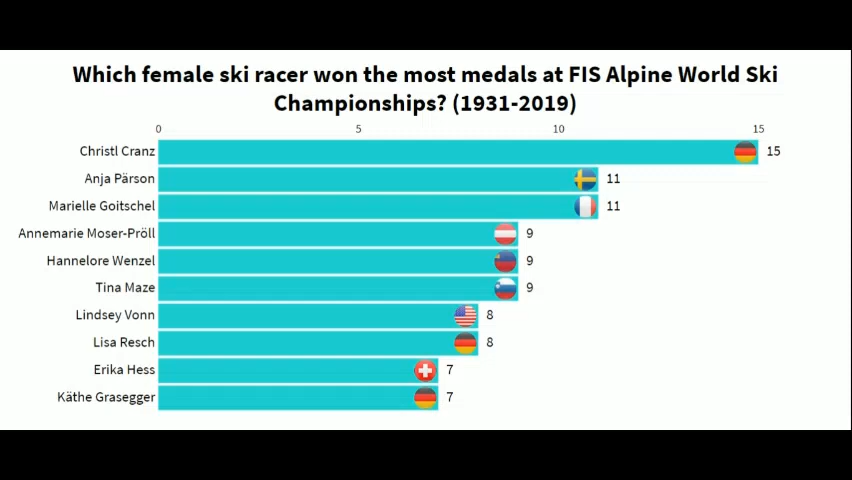 Which female ski racer won the most medals at FIS Alpine World Ski
Championships? (1931-2019)
0 5 10 15
Christl Cranz 15
Anja Pärson 11
Marielle Goitschel 11
Annemarie Moser-Pröll 9
Hannelore Wenzel 9
Tina Maze 9
Lindsey Vonn 8
Lisa Resch 8
Erika Hess 7
Käthe Grasegger 7